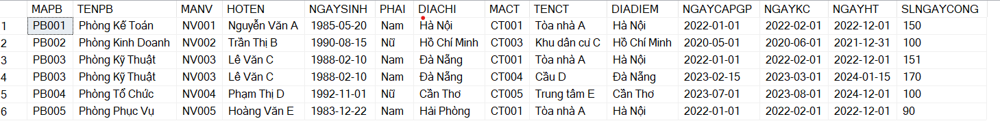 MAPB TENPB MANV HOTEN NGAYSINH PHAI DIACHI MACT TENCT DIADIEM NGAYCAPGP NGAYKC NGAYHT SLNGAYCONG
1 PB001 Phòng Kế Toán NV001 Nguyễn Văn A 1985-05-20 Nam Hà Nội CT001 Tòa nhà A Hà Nội 2022-01-01 2022-02-01 2022-12-01 150
2 PB002 Phòng Kinh Doanh NV002 Trần Thị B 1990-08-15 Nữ Hồ Chí Minh CT003 Khu dân cư C Hồ Chí Minh 2020-05-01 2020-06-01 2021-12-31 100
3 PB003 Phòng Kỹ Thuật NV003 Lê Văn C 1988-02-10 Nam Đà Nẵng CT001 Tòa nhà A Hà Nội 2022-01-01 2022-02-01 2022-12-01 151
4 PB003 Phòng Kỹ Thuật NV003 Lê Văn C 1988-02-10 Nam Đà Nẵng CT004 Cầu D Đà Nẵng 2023-02-15 2023-03-01 2024-01-15 170
5 PB004 Phòng Tổ Chức NV004 Phạm Thị D 1992-11-01 Nữ Cần Thơ CT005 Trung tâm E Cần Thơ 2023-07-01 2023-08-01 2024-12-01 100
6 PB005 Phòng Phục Vụ NV005 Hoàng Văn E 1983-12-22 Nam Hải Phòng CT001 Tòa nhà A Hà Nội 2022-01-01 2022-02-01 2022-12-01 90